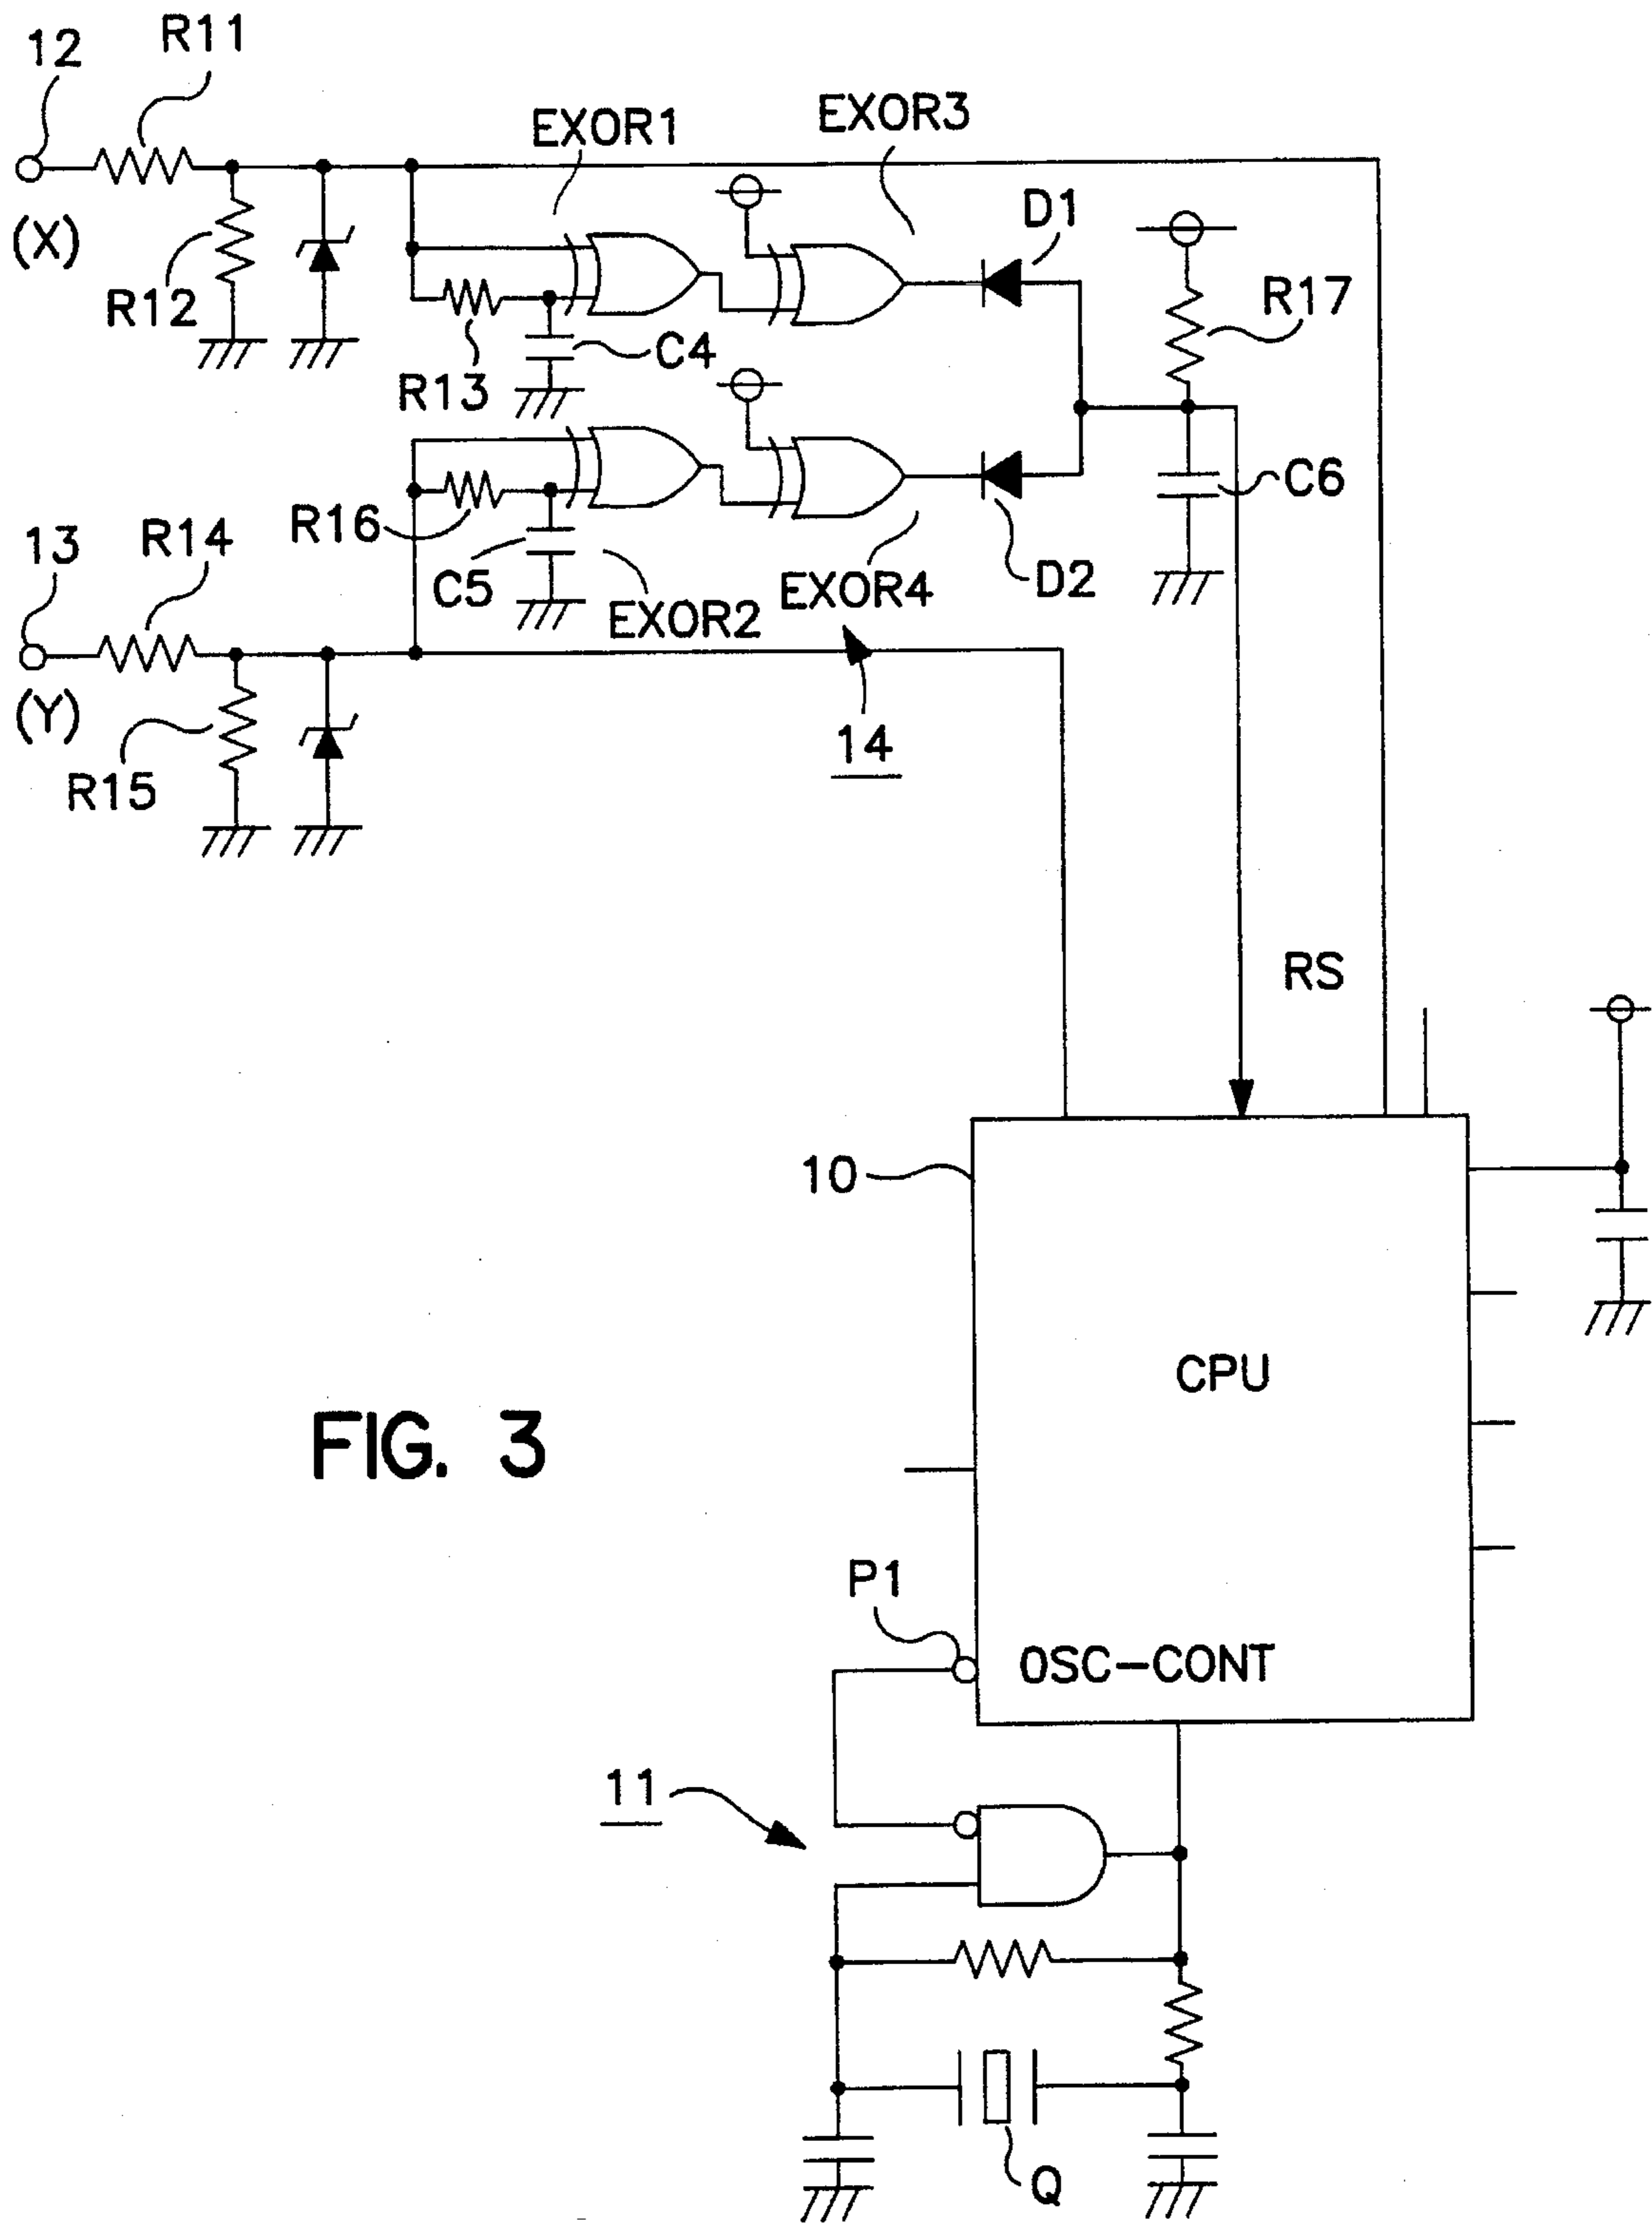 12
R11
EXOR1
EXOR3
D1
(X)
R12
R17
R13
C4
13
R14
R16
C5
EXOR2
EXOR4
D2
C6
(Y)
R15
14
RS
10
CPU
FIG. 3
P1
OSC-CONT
11
Q